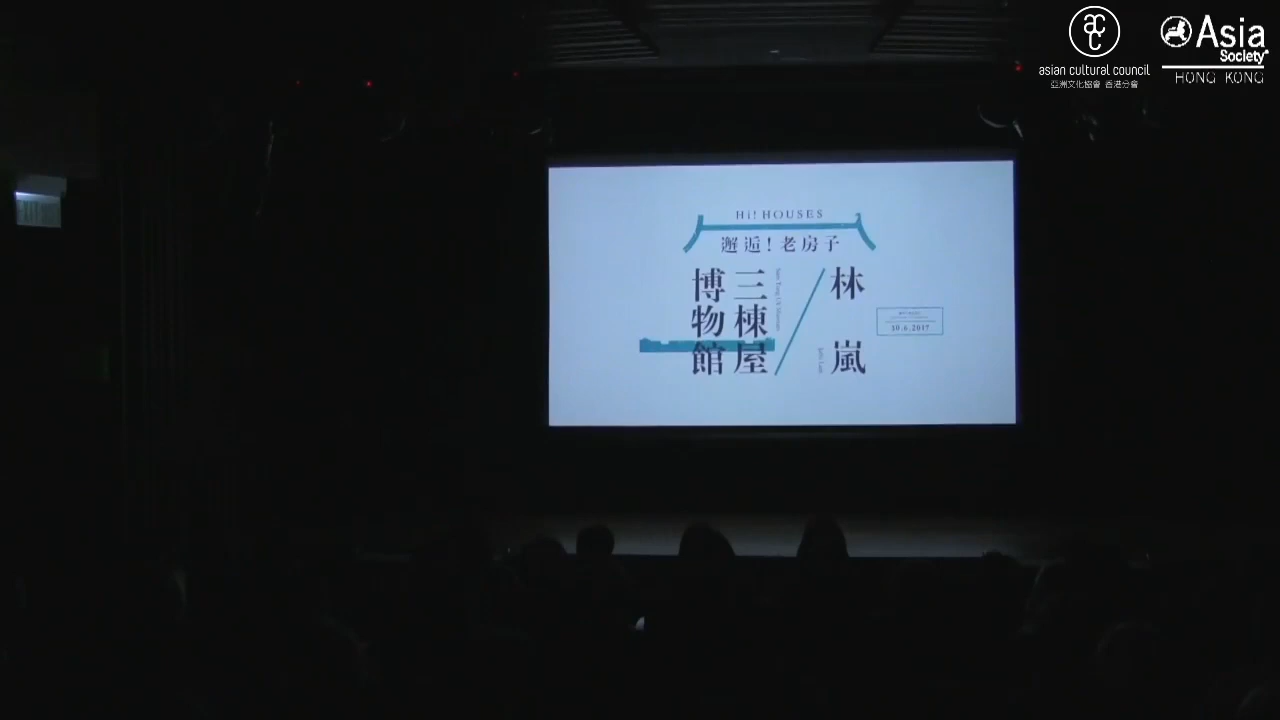 asian cultural council
亞洲文化協會 香港分會
Asia
Society
HONG KONG
Hi! HOUSES
邂逅！老房子
三棟屋
博物館
林嵐
30.6.2017